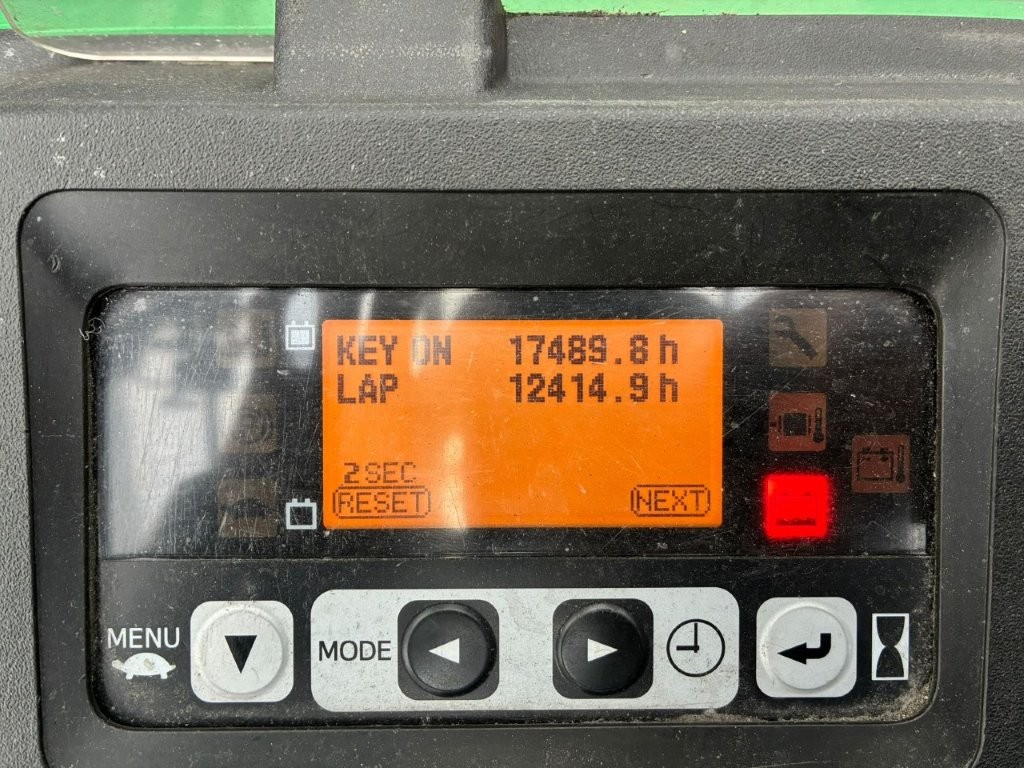 KEY ON 17489.8 h
LAP 12414.9 h
2 SEC
RESET NEXT
MENU MODE